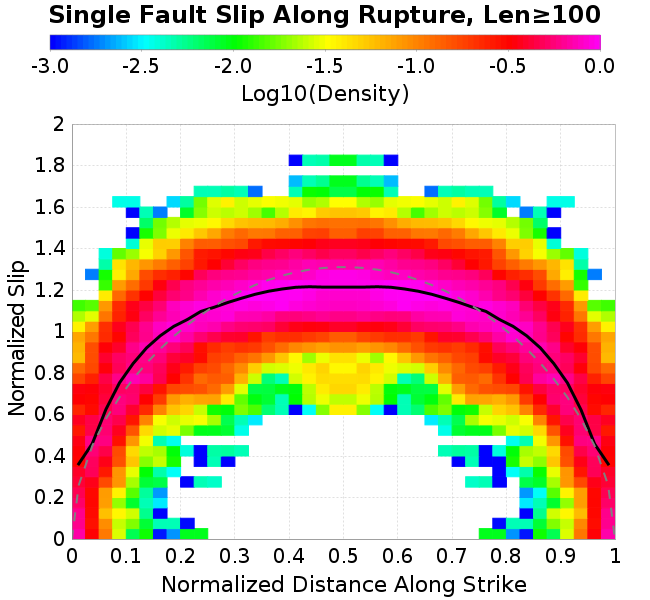 Single Fault Slip Along Rupture, Len≥100
-3.0 -2.5 -2.0 -1.5 -1.0 -0.5 0.0
Log10(Density)
2
1.8
1.6
1.4
1.2
1
0.8
0.6
0.4
0.2
0
Normalized Slip
0 0.1 0.2 0.3 0.4 0.5 0.6 0.7 0.8 0.9 1
Normalized Distance Along Strike